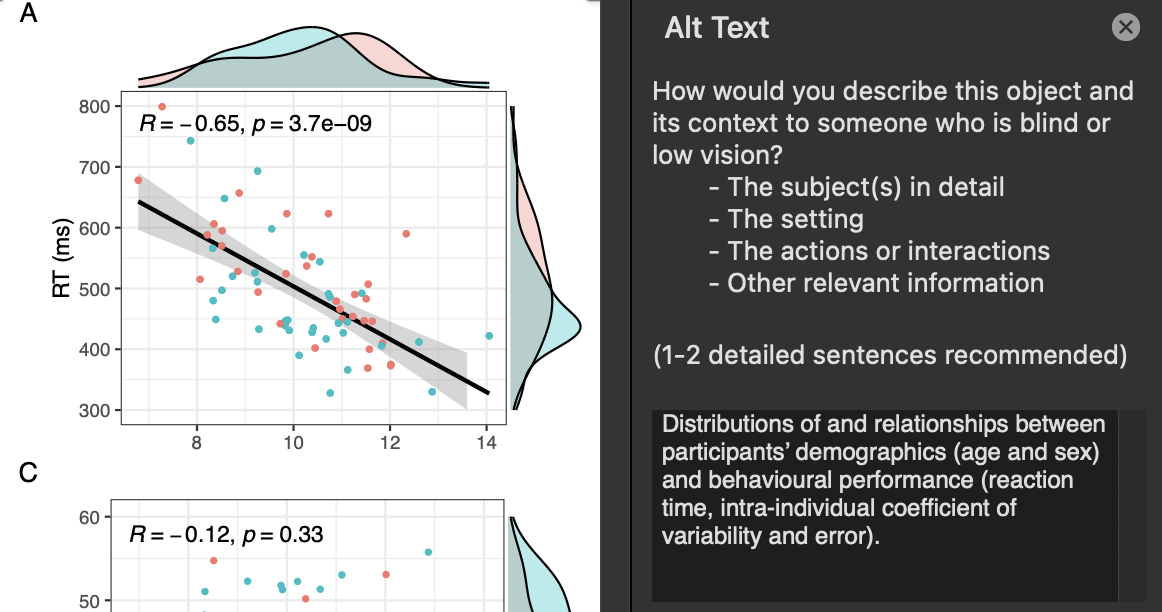 A
800
700
600
500
400
300
RT (ms)
R = −0.65, p = 3.7e−09
8 10 12 14
C
60
50
R = −0.12, p = 0.33
Alt Text
How would you describe this object and
its context to someone who is blind or
low vision?
- The subject(s) in detail
- The setting
- The actions or interactions
- Other relevant information
(1-2 detailed sentences recommended)
Distributions of and relationships between
participants’ demographics (age and sex)
and behavioural performance (reaction
time, intra-individual coefficient of
variability and error).